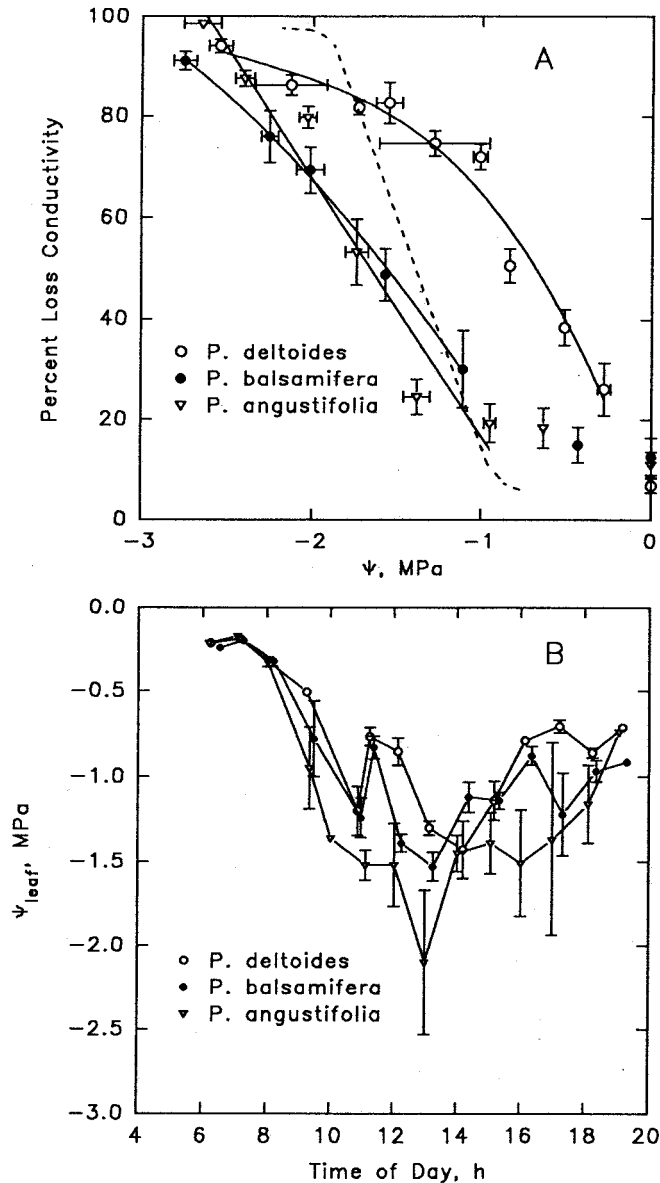 A
Percent Loss Conductivity
100
80
60
40
20
0
P. deltoides
P. balsamifera
P. angustifolia
−3
−2
−1
0
Ψ, MPa
B
Ψleaf, MPa
0.0
−0.5
−1.0
−1.5
−2.0
−2.5
−3.0
P. deltoides
P. balsamifera
P. angustifolia
4
6
8
10
12
14
16
18
20
Time of Day, h